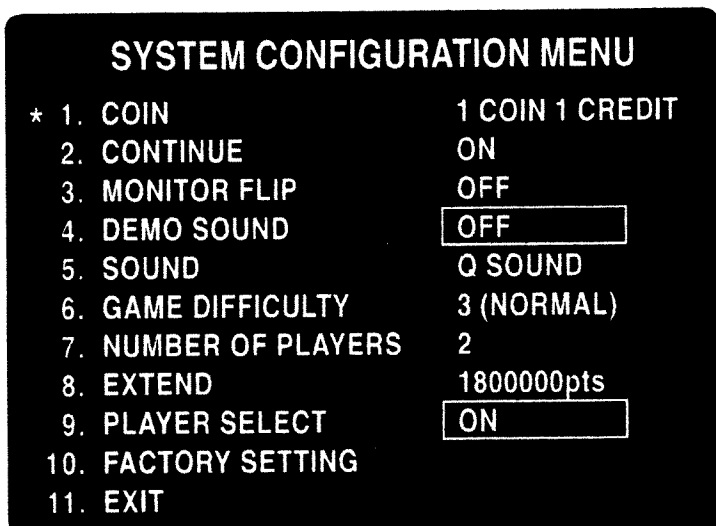 SYSTEM CONFIGURATION MENU
* 1. COIN 1 COIN 1 CREDIT
2. CONTINUE ON
3. MONITOR FLIP OFF
4. DEMO SOUND OFF
5. SOUND Q SOUND
6. GAME DIFFICULTY 3 (NORMAL)
7. NUMBER OF PLAYERS 2
8. EXTEND 1800000pts
9. PLAYER SELECT ON
10. FACTORY SETTING
11. EXIT